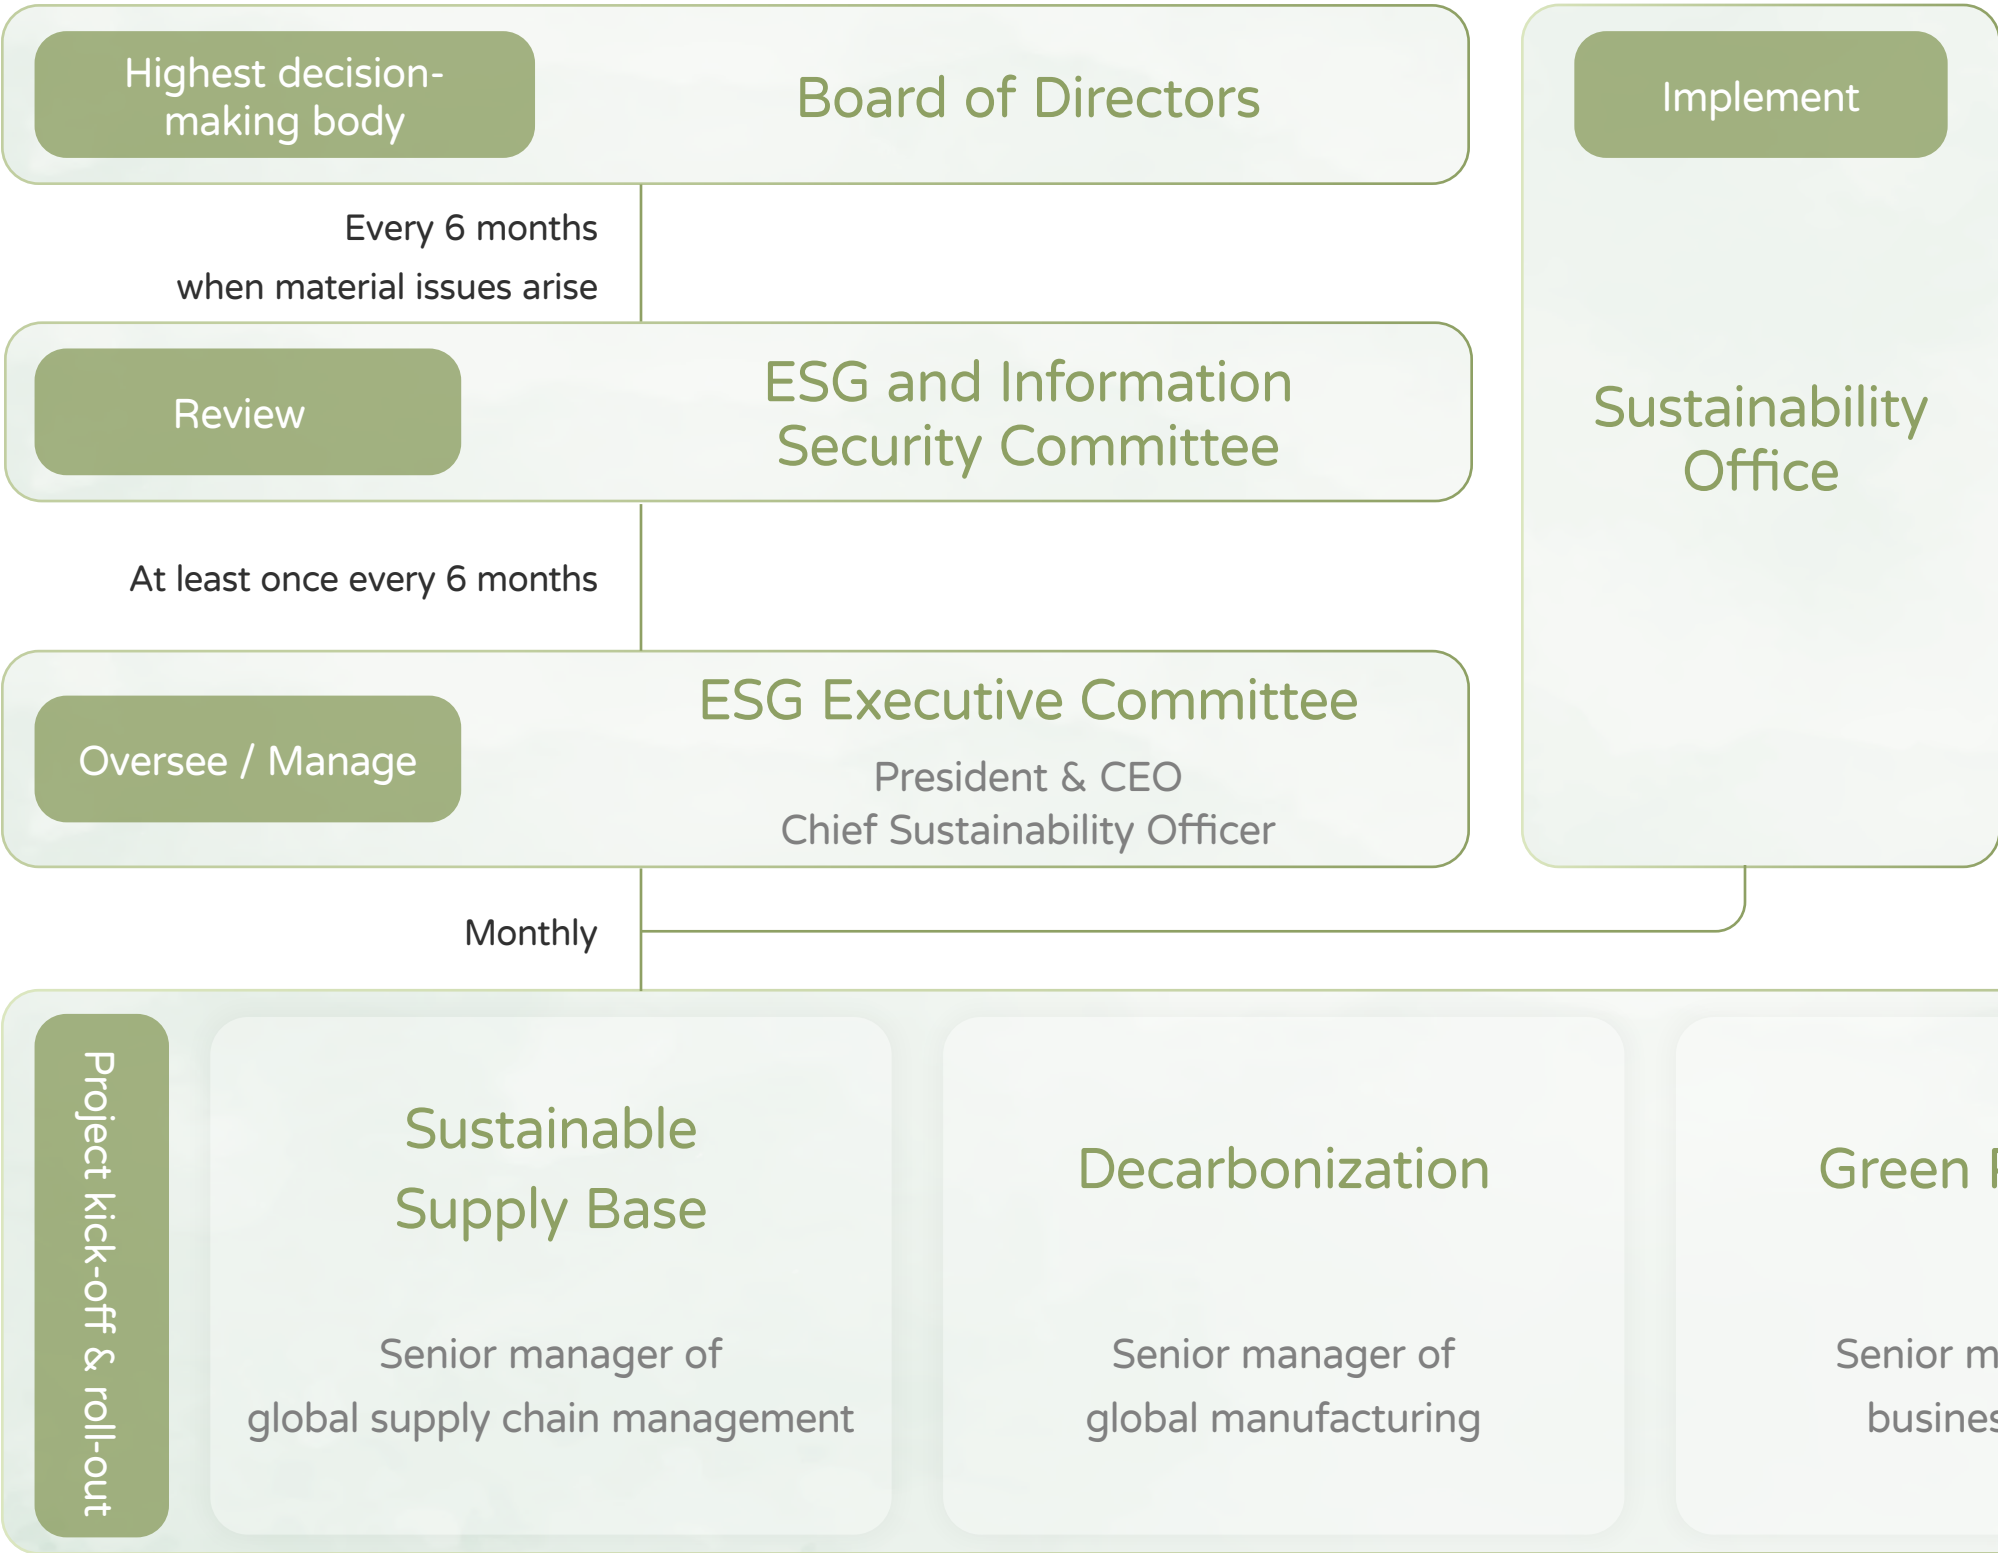 Highest decision-
making body
Board of Directors
Implement
Every 6 months
when material issues arise
Review
ESG and Information
Security Committee
Sustainability
Office
At least once every 6 months
Oversee / Manage
ESG Executive Committee
President & CEO
Chief Sustainability Officer
Monthly
Project kick-off & roll-out
Sustainable
Supply Base
Senior manager of
global supply chain management
Decarbonization
Senior manager of
global manufacturing
Green
Senior